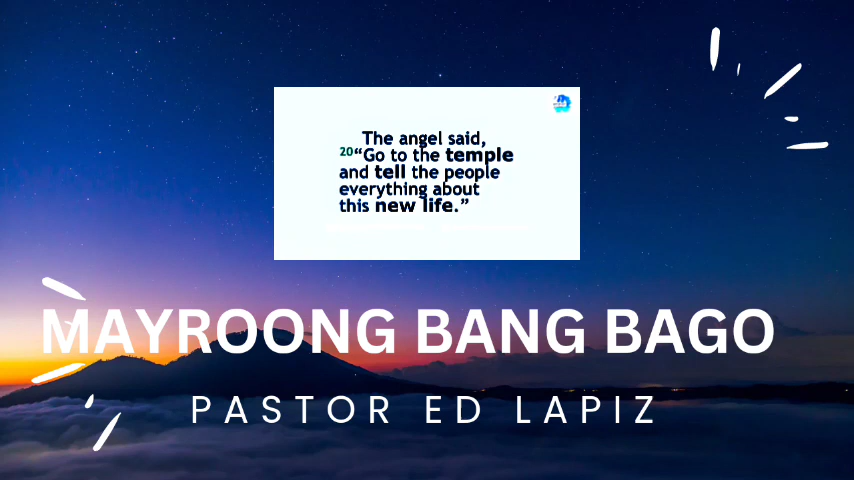 The angel said,
20“Go to the temple
and tell the people
everything about
this new life.”
MAYROONG BANG BAGO
PASTOR ED LAPIZ